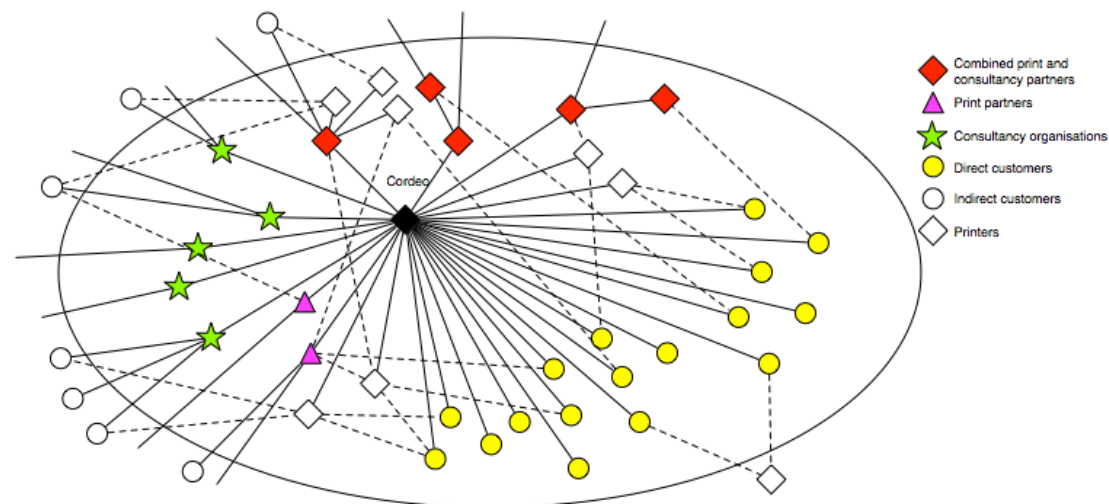 Cordeo
Combined print and
consultancy partners
Print partners
Consultancy organisations
Direct customers
Indirect customers
Printers